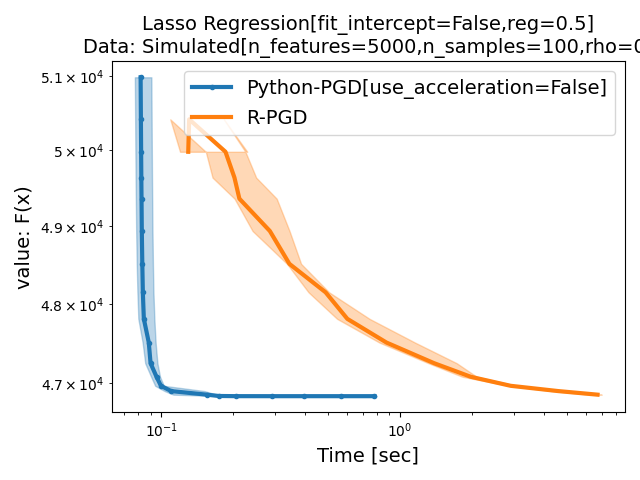 Lasso Regression[fit_intercept=False,reg=0.5]
Data: Simulated[n_features=5000,n_samples=100,rho=0
Python-PGD[use_acceleration=False]
R-PGD
value: F(x)
5.1 × 10⁴
5 × 10⁴
4.9 × 10⁴
4.8 × 10⁴
4.7 × 10⁴
10⁻¹
10⁰
Time [sec]